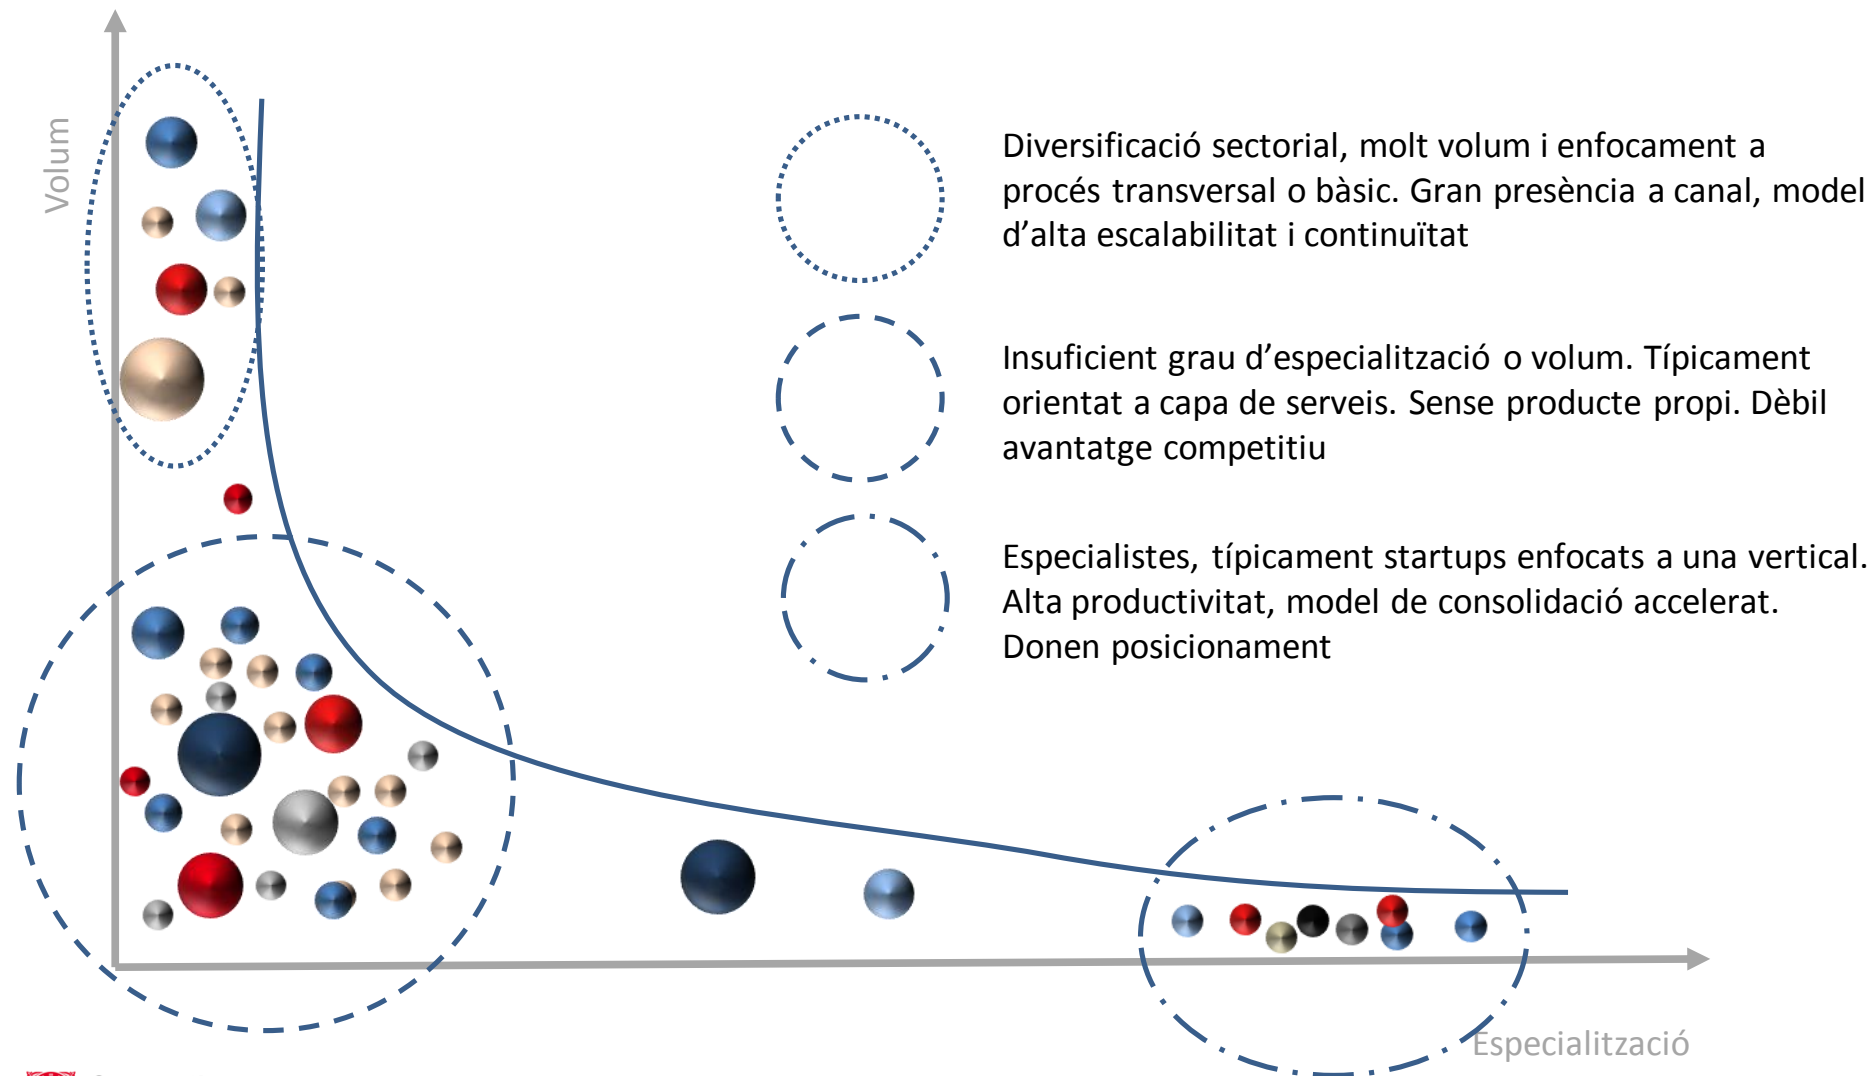 Volum
Diversificació sectorial, molt volum i enfocament a
procés transversal o bàsic. Gran presència a canal, model
d’alta escalabilitat i continuïtat
Insuficient grau d’especialització o volum. Típicament
orientat a capa de serveis. Sense producte propi. Dèbil
avantatge competitiu
Especialistes, típicament startups enfocats a una vertical.
Alta productivitat, model de consolidació accelerat.
Donen posicionament
Especialització